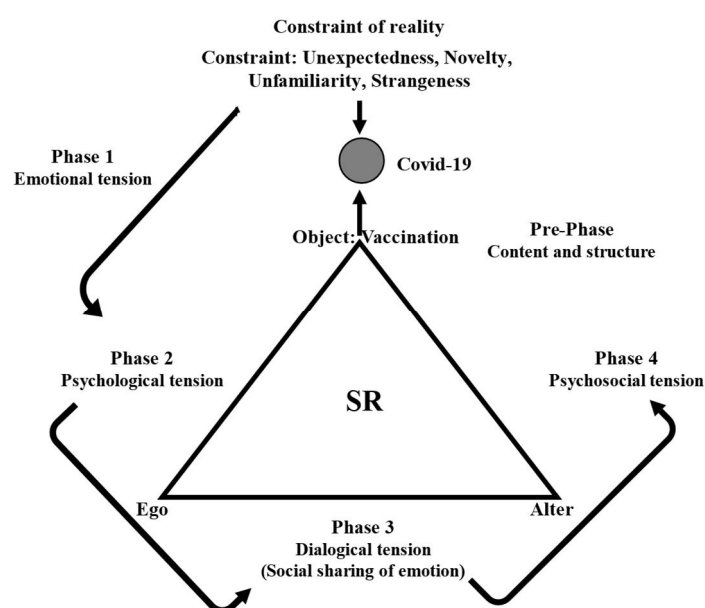 Constraint of reality
Constraint: Unexpectedness, Novelty,
Unfamiliarity, Strangeness
Phase 1
Emotional tension
Covid-19
Object: Vaccination
Pre-Phase
Content and structure
Phase 2
Psychological tension
Phase 4
Psychosocial tension
SR
Ego
Alter
Phase 3
Dialogical tension
(Social sharing of emotion)